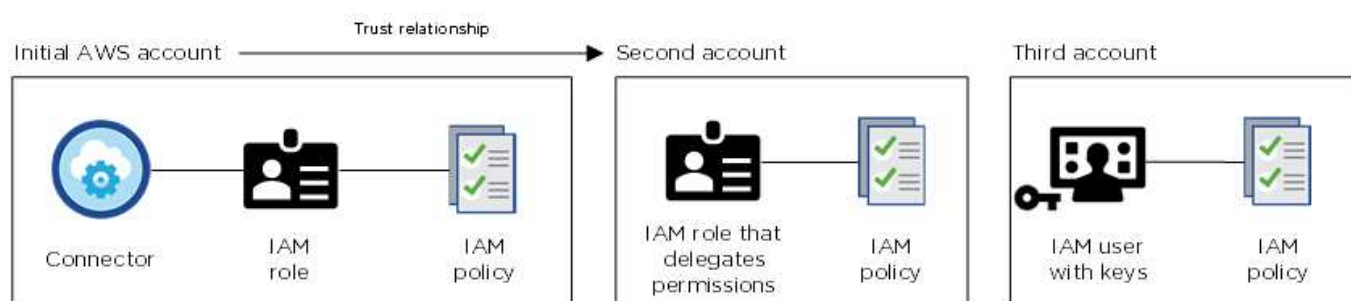 Trust relationship
Initial AWS account
Second account
Third account
Connector
IAM
role
IAM
policy
IAM role that
delegates
permissions
IAM
policy
IAM user
with keys
IAM
policy